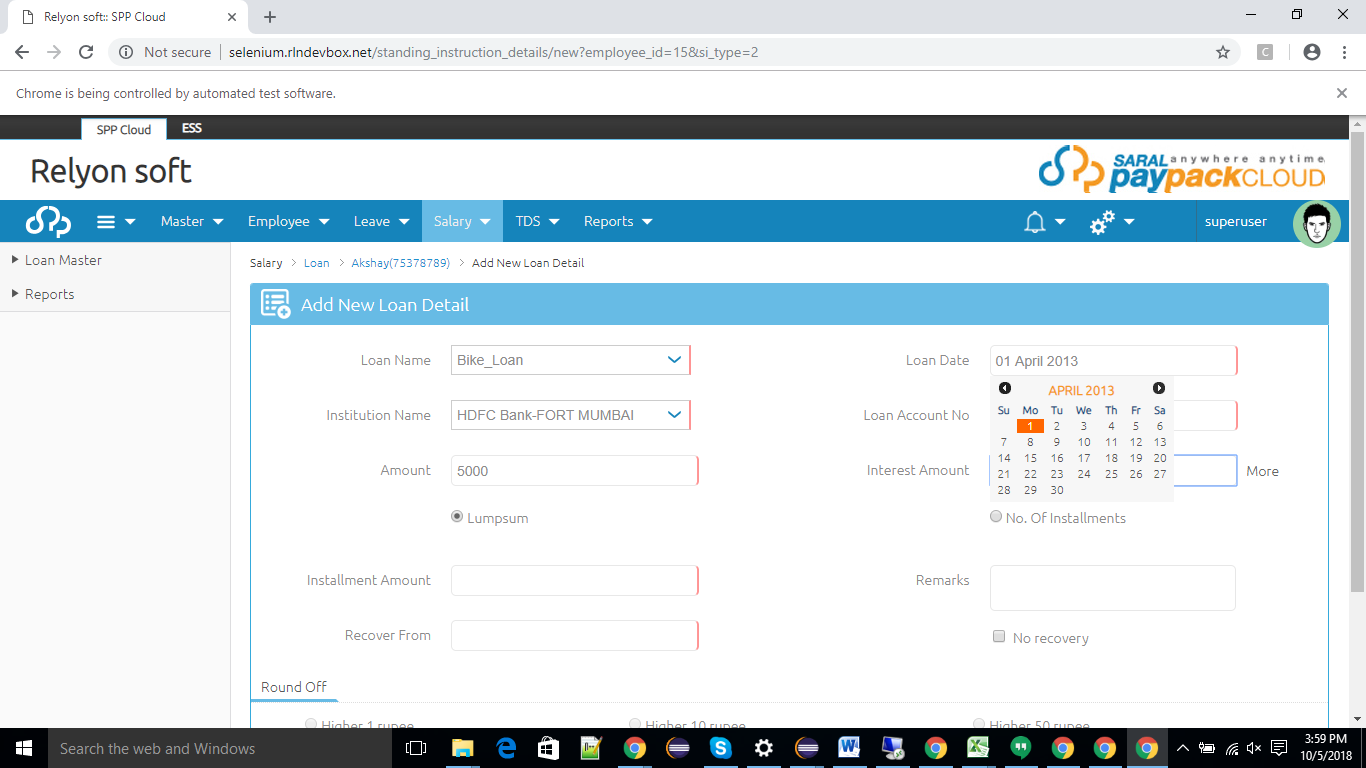 Relyon soft:: SPP Cloud
Not secure selenium.rlndevbox.net/standing_instruction_details/new?employee_id=15&si_type=2
C
Chrome is being controlled by automated test software.
SPP Cloud ESS
Relyon soft
SARAL anywhere anytime
paypackCLOUD
Master Employee Leave Salary TDS Reports superuser
Loan Master
Reports
Salary > Loan > Akshay(75378789) > Add New Loan Detail
Add New Loan Detail
Loan Name Bike_Loan Loan Date 01 April 2013
APRIL 2013
Su Mo Tu We Th Fr Sa
1 2 3 4 5 6
7 8 9 10 11 12 13
14 15 16 17 18 19 20
21 22 23 24 25 26 27
28 29 30
Institution Name HDFC Bank-FORT MUMBAI Loan Account No
Amount 5000 Interest Amount More
Lumpsum No. Of Installments
Installment Amount Remarks
Recover From No recovery
Round Off
Higher 1 rupee Higher 10 rupee Higher 50 rupee
Search the web and Windows
3:59 PM
10/5/2018